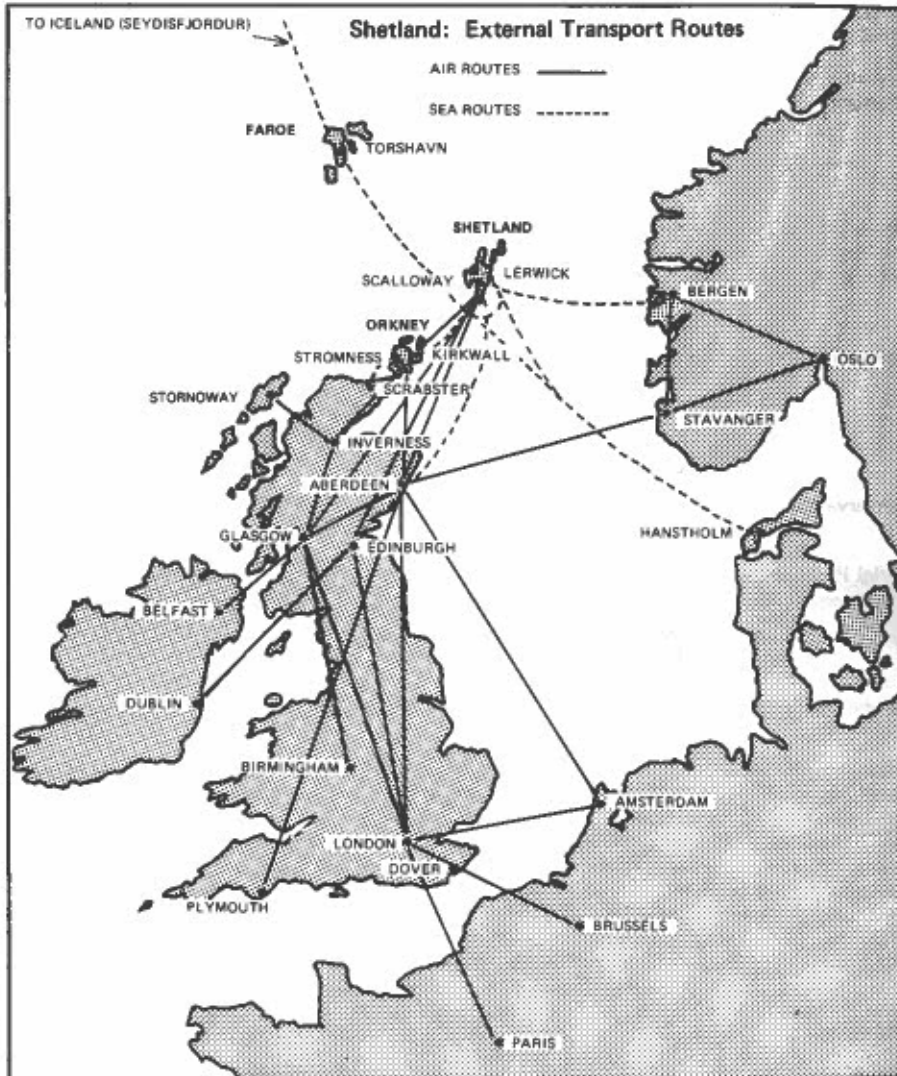 TO ICELAND (SEYDISFJORDUR)
Shetland: External Transport Routes
AIR ROUTES
SEA ROUTES
FAROE
TORSHAVN
SHETLAND
SCALLOWAY
LERWICK
BERGEN
ORKNEY
STROMNESS
KIRKWALL
OSLO
SCRABSTER
STORNOWAY
STAVANGER
INVERNESS
ABERDEEN
GLASGOW
HANSTHOLM
EDINBURGH
BELFAST
DUBLIN
BIRMINGHAM
AMSTERDAM
LONDON
DOVER
PLYMOUTH
BRUSSELS
PARIS